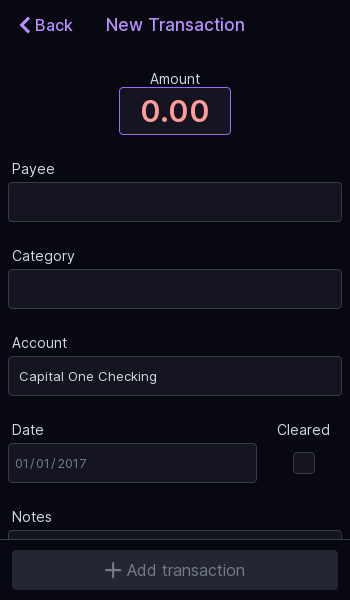 Back
New Transaction
Amount
0.00
Payee
Category
Account
Capital One Checking
Date
Cleared
01/01/2017
Notes
Add transaction